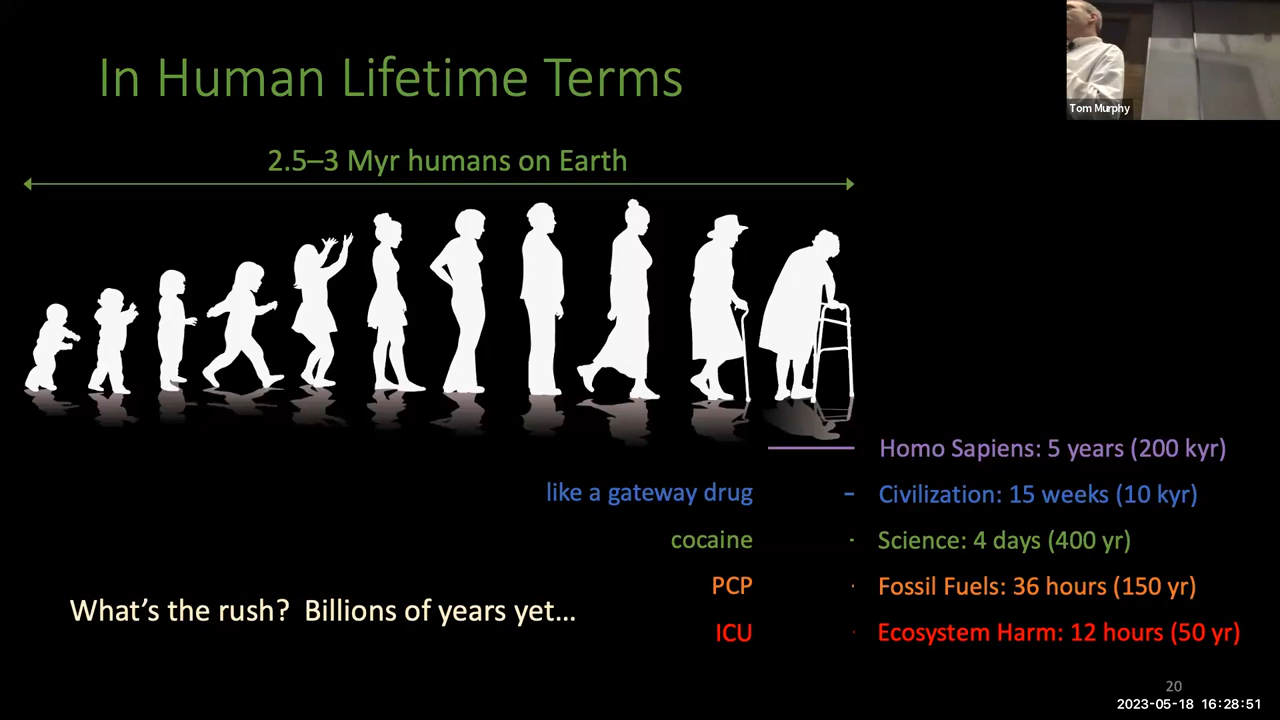 In Human Lifetime Terms
Tom Murphy
2.5–3 Myr humans on Earth
Homo Sapiens: 5 years (200 kyr)
like a gateway drug
Civilization: 15 weeks (10 kyr)
cocaine
Science: 4 days (400 yr)
PCP
Fossil Fuels: 36 hours (150 yr)
What's the rush? Billions of years yet…
ICU
Ecosystem Harm: 12 hours (50 yr)
20
2023-05-18 16:28:51